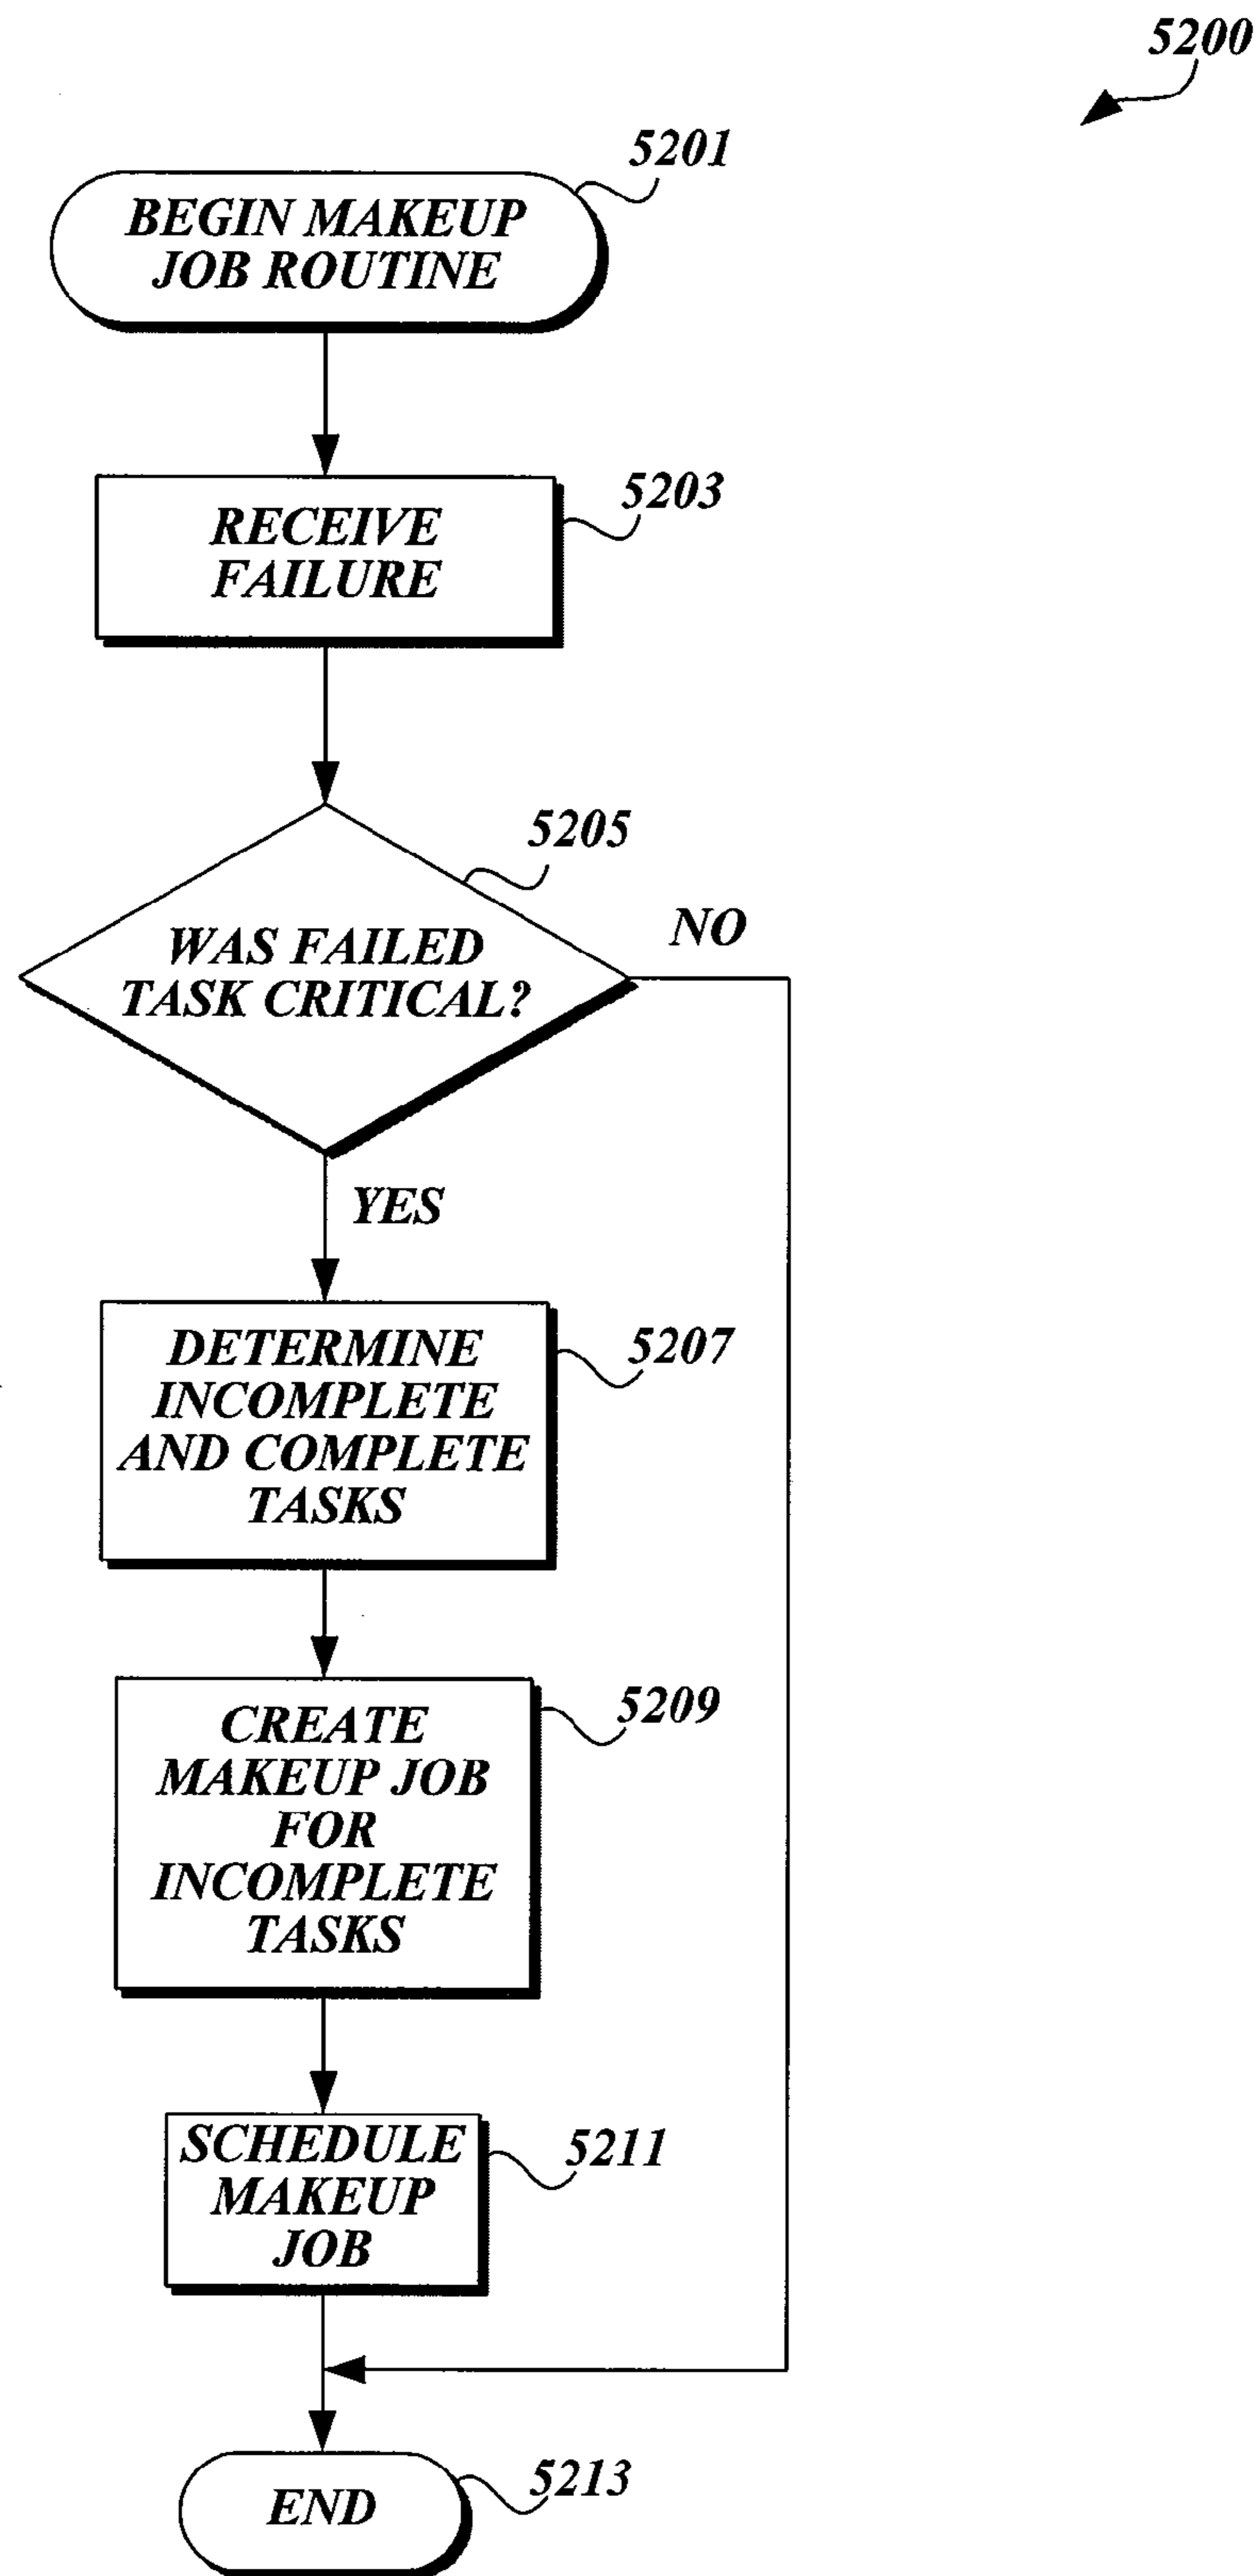 5200
5201
BEGIN MAKEUP
JOB ROUTINE
5203
RECEIVE
FAILURE
5205
WAS FAILED
TASK CRITICAL?
NO
YES
5207
DETERMINE
INCOMPLETE
AND COMPLETE
TASKS
5209
CREATE
MAKEUP JOB
FOR
INCOMPLETE
TASKS
5211
SCHEDULE
MAKEUP
JOB
5213
END